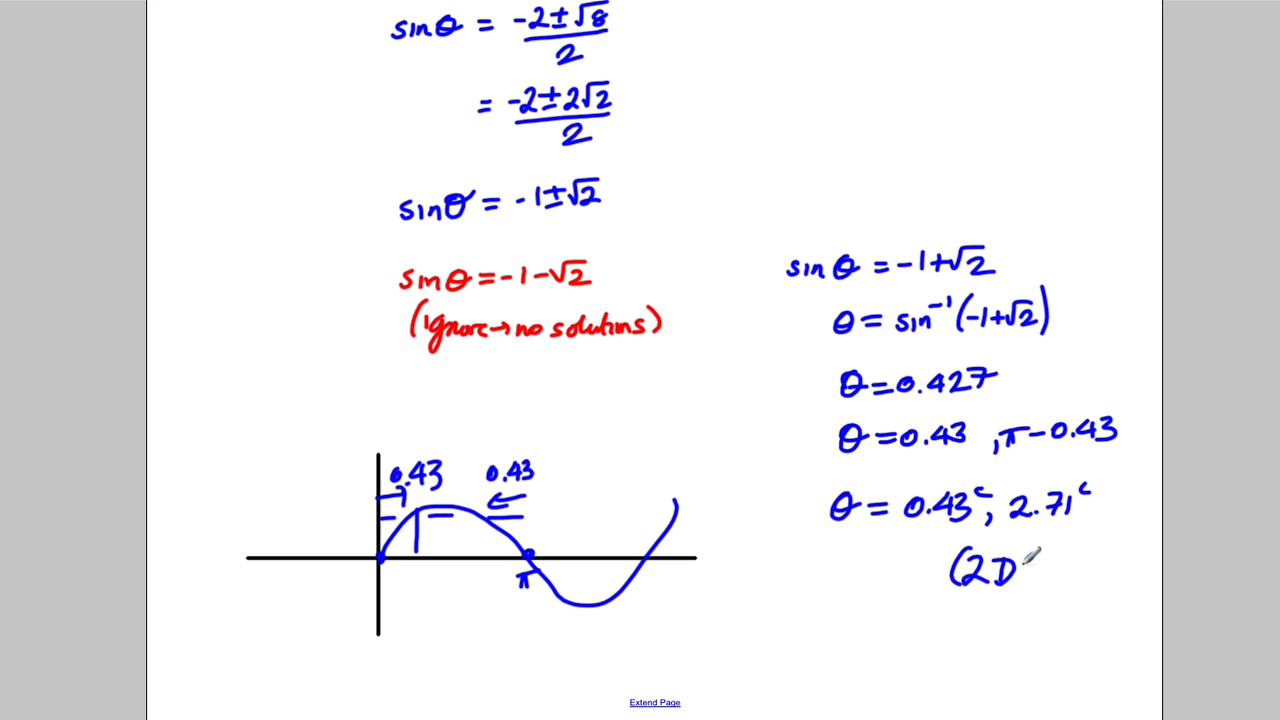 sinθ = (-2±√8)/2
= (-2±2√2)/2
sinθ = -1±√2
sinθ = -1-√2
(ignore→no solutions)
sinθ = -1+√2
θ = sin⁻¹(-1+√2)
θ = 0.427
θ = 0.43 , π-0.43
θ = 0.43ᶜ, 2.71ᶜ
(2D
0.43 0.43
π
Extend Page